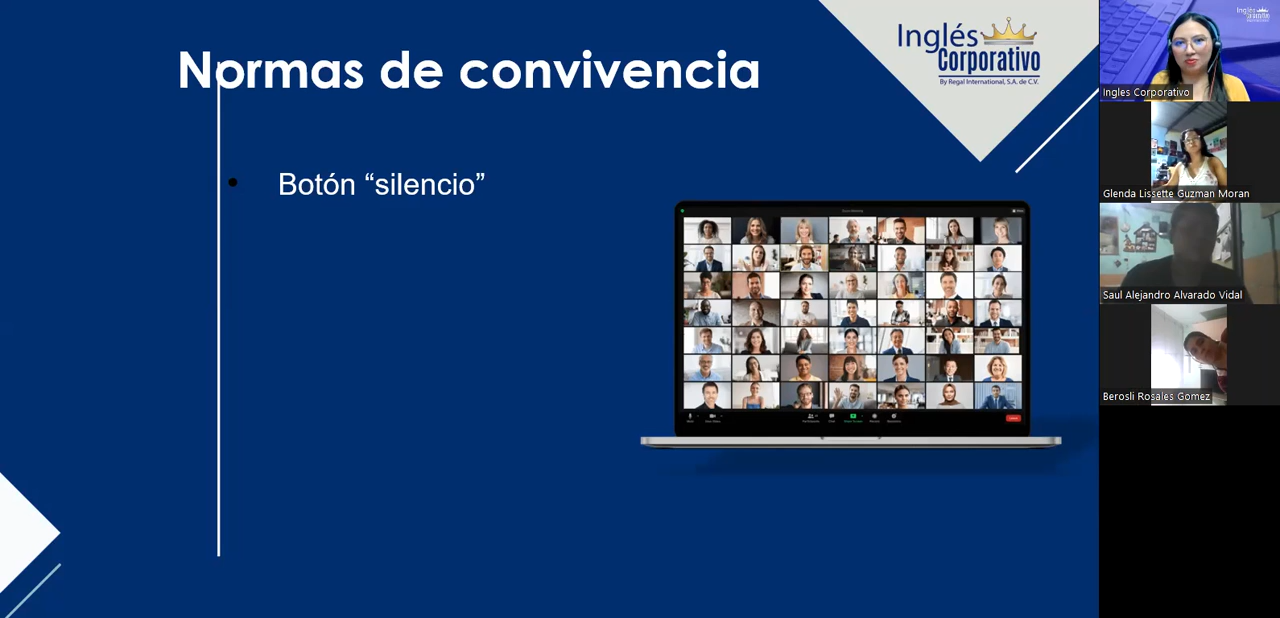 Normas de convivencia
Inglés
Corporativo
By Regal International, S.A. de C.V.
Botón “silencio”
Ingles Corporativo
Glenda Lissette Guzman Moran
Saul Alejandro Alvarado Vidal
Berosli Rosales Gomez